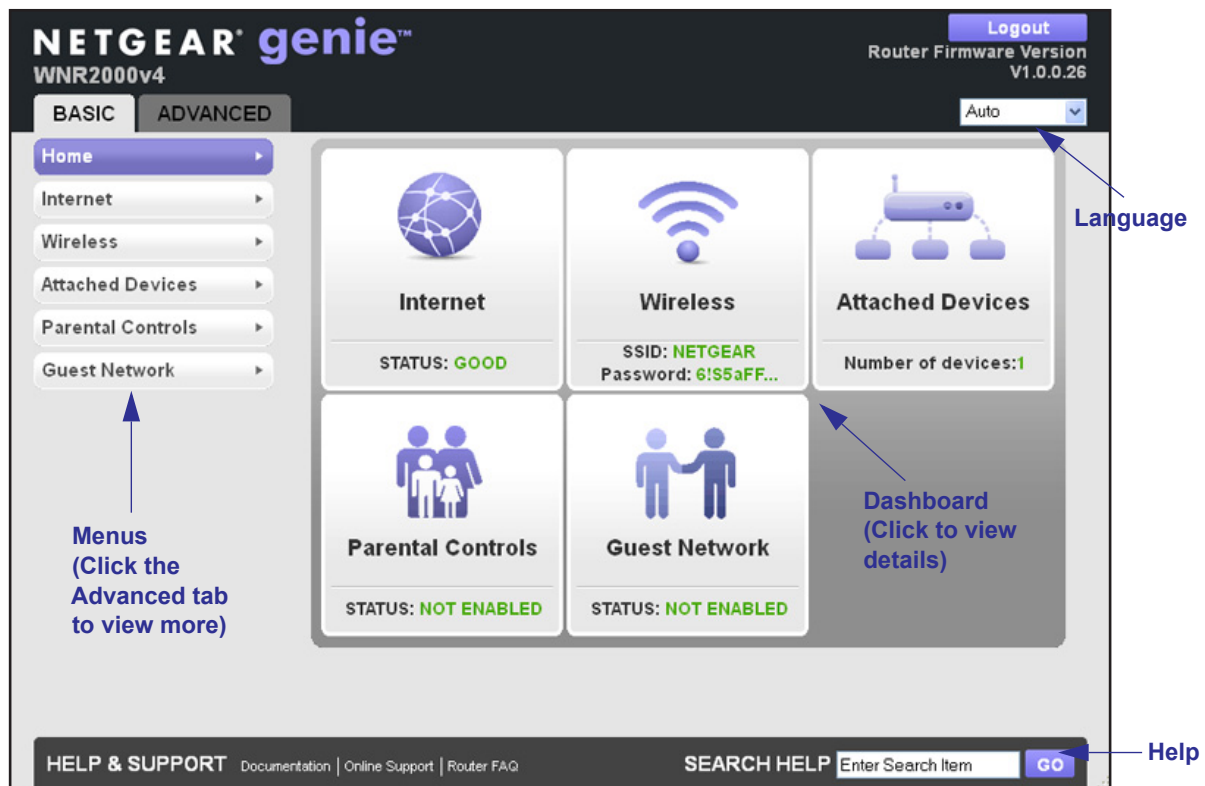 NETGEAR® genie™
WNR2000v4
Logout
Router Firmware Version
V1.0.0.26
BASIC
ADVANCED
Auto
Language
Home
Internet
Wireless
Attached Devices
Parental Controls
Guest Network
Menus
(Click the
Advanced tab
to view more)
Internet
STATUS: GOOD
Wireless
SSID: NETGEAR
Password: 6!S5aFF...
Attached Devices
Number of devices:1
Parental Controls
STATUS: NOT ENABLED
Guest Network
STATUS: NOT ENABLED
Dashboard
(Click to view
details)
HELP & SUPPORT Documentation | Online Support | Router FAQ
SEARCH HELP Enter Search Item GO
Help